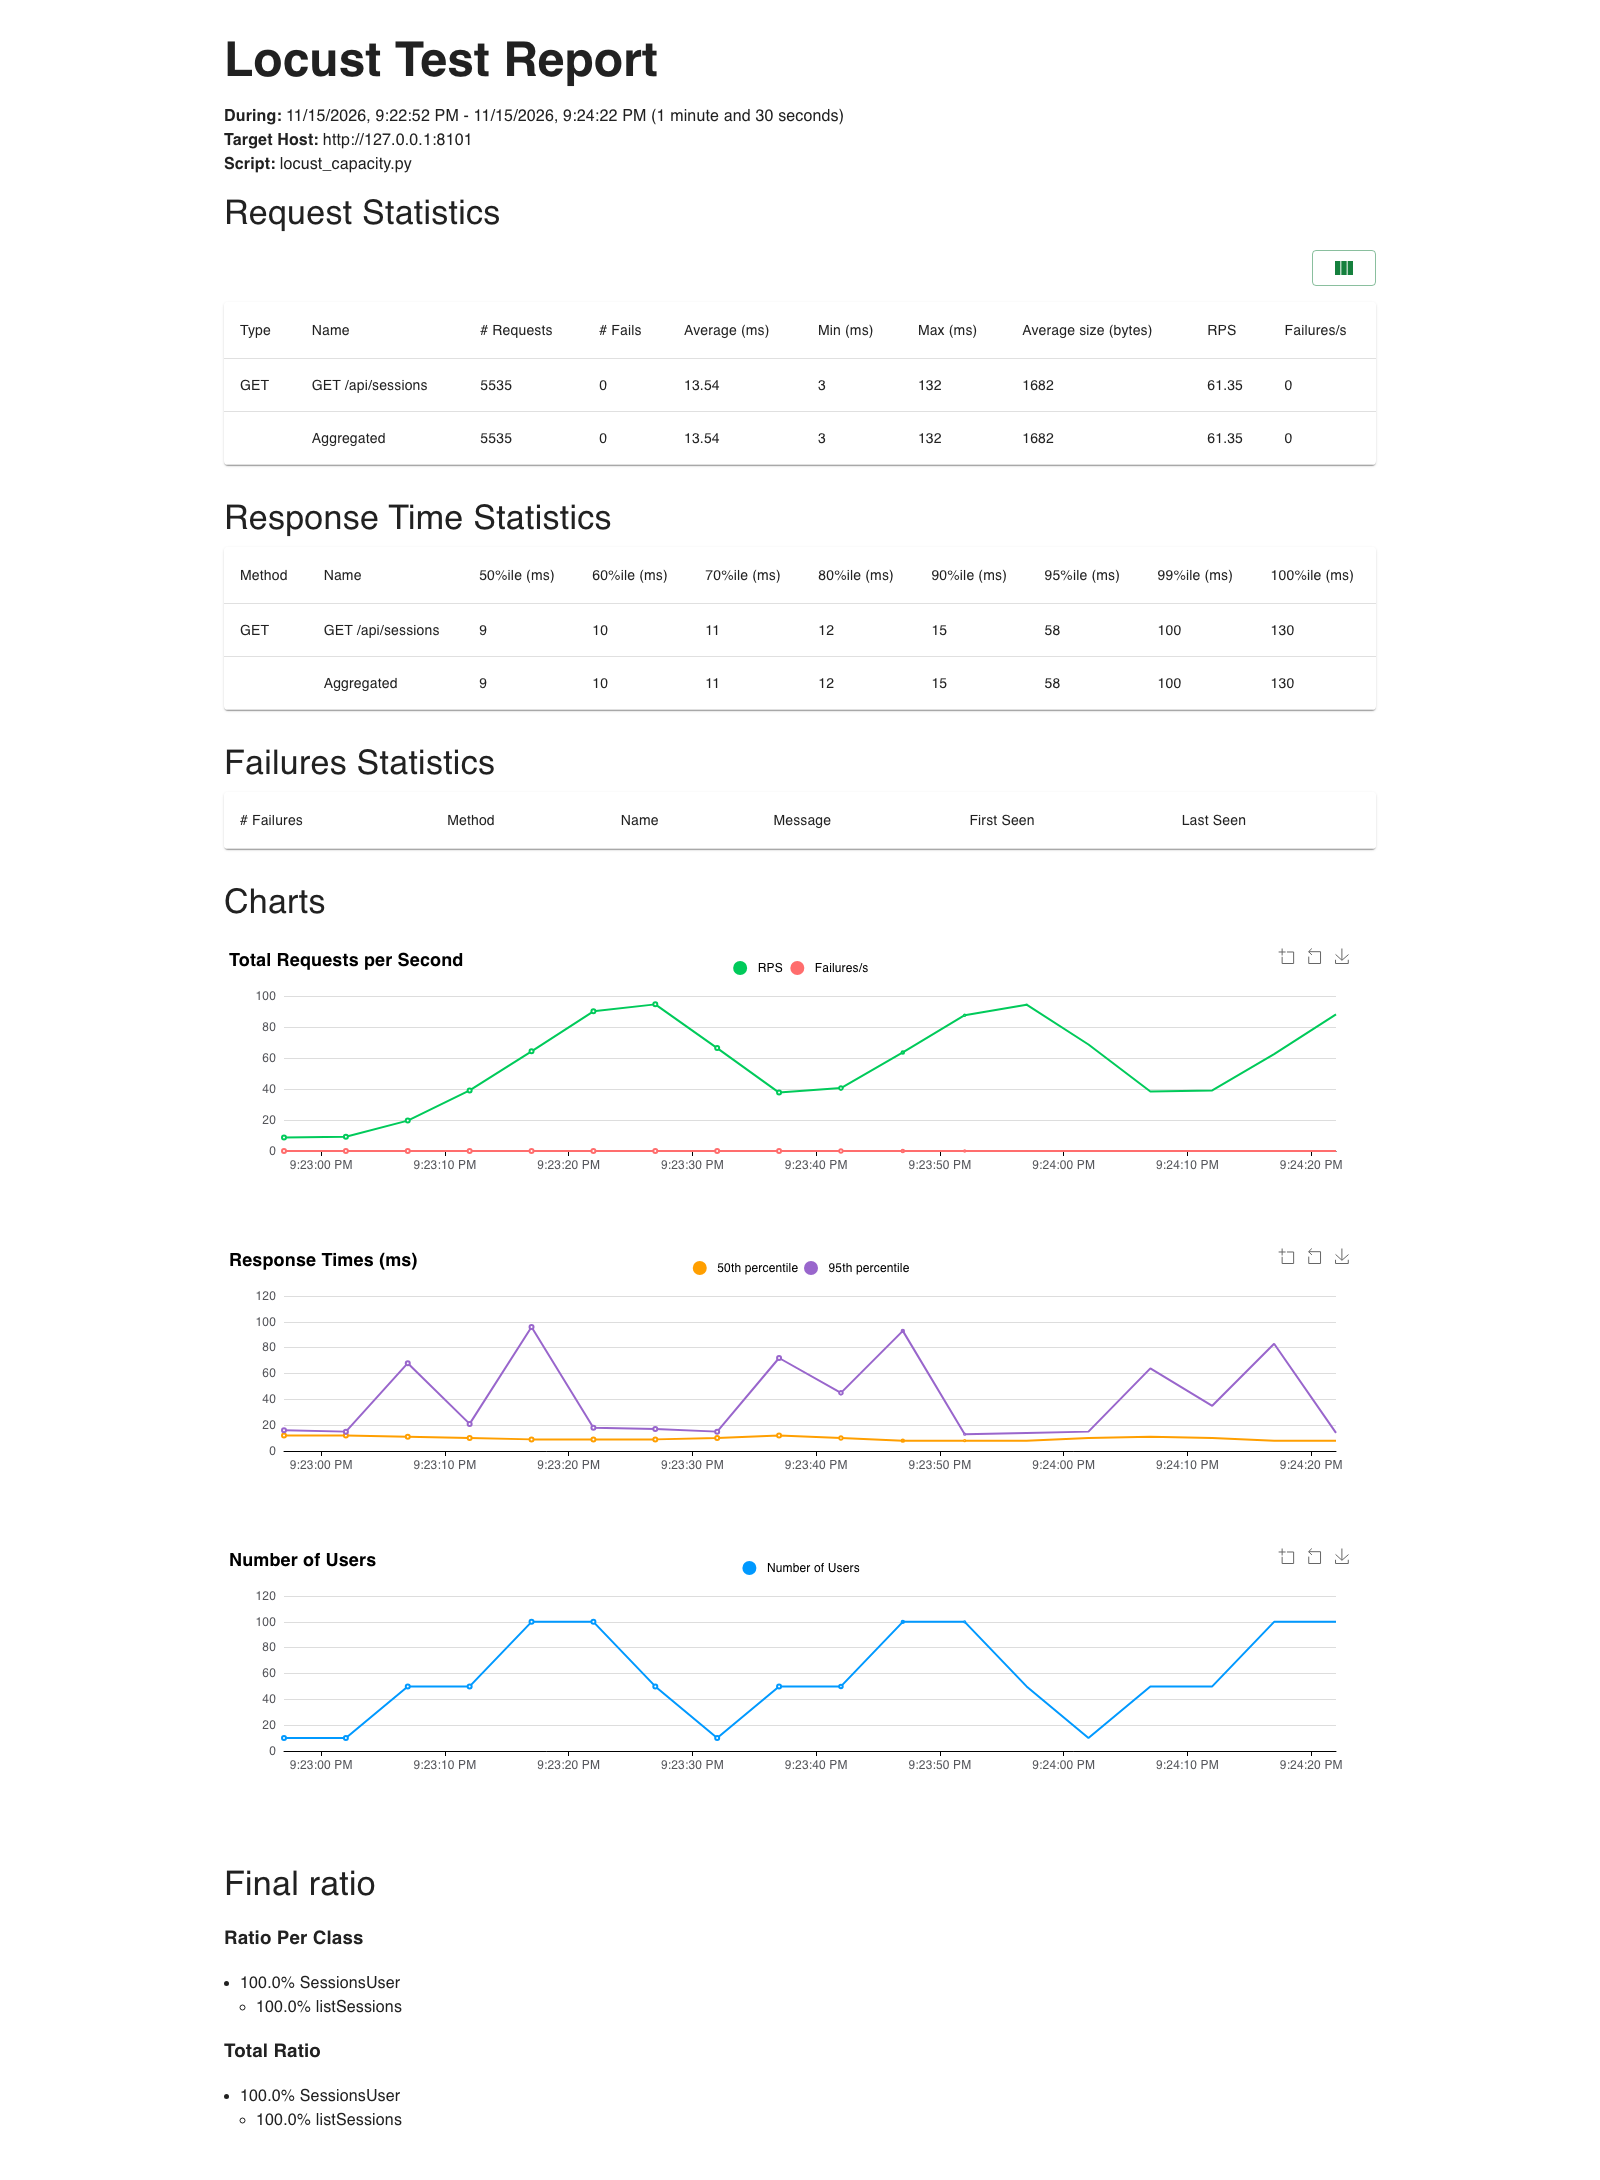 Locust Test Report
During: 11/15/2026, 9:22:52 PM - 11/15/2026, 9:24:22 PM (1 minute and 30 seconds)
Target Host: http://127.0.0.1:8101
Script: locust_capacity.py
Request Statistics
Type Name # Requests # Fails Average (ms) Min (ms) Max (ms) Average size (bytes) RPS Failures/s
GET GET /api/sessions 5535 0 13.54 3 132 1682 61.35 0
Aggregated 5535 0 13.54 3 132 1682 61.35 0
Response Time Statistics
Method Name 50%ile (ms) 60%ile (ms) 70%ile (ms) 80%ile (ms) 90%ile (ms) 95%ile (ms) 99%ile (ms) 100%ile (ms)
GET GET /api/sessions 9 10 11 12 15 58 100 130
Aggregated 9 10 11 12 15 58 100 130
Failures Statistics
# Failures Method Name Message First Seen Last Seen
Charts
Total Requests per Second
RPS Failures/s
100
80
60
40
20
0
9:23:00 PM 9:23:10 PM 9:23:20 PM 9:23:30 PM 9:23:40 PM 9:23:50 PM 9:24:00 PM 9:24:10 PM 9:24:20 PM
Response Times (ms)
50th percentile 95th percentile
120
100
80
60
40
20
0
9:23:00 PM 9:23:10 PM 9:23:20 PM 9:23:30 PM 9:23:40 PM 9:23:50 PM 9:24:00 PM 9:24:10 PM 9:24:20 PM
Number of Users
Number of Users
120
100
80
60
40
20
0
9:23:00 PM 9:23:10 PM 9:23:20 PM 9:23:30 PM 9:23:40 PM 9:23:50 PM 9:24:00 PM 9:24:10 PM 9:24:20 PM
Final ratio
Ratio Per Class
100.0% SessionsUser
100.0% listSessions
Total Ratio
100.0% SessionsUser
100.0% listSessions